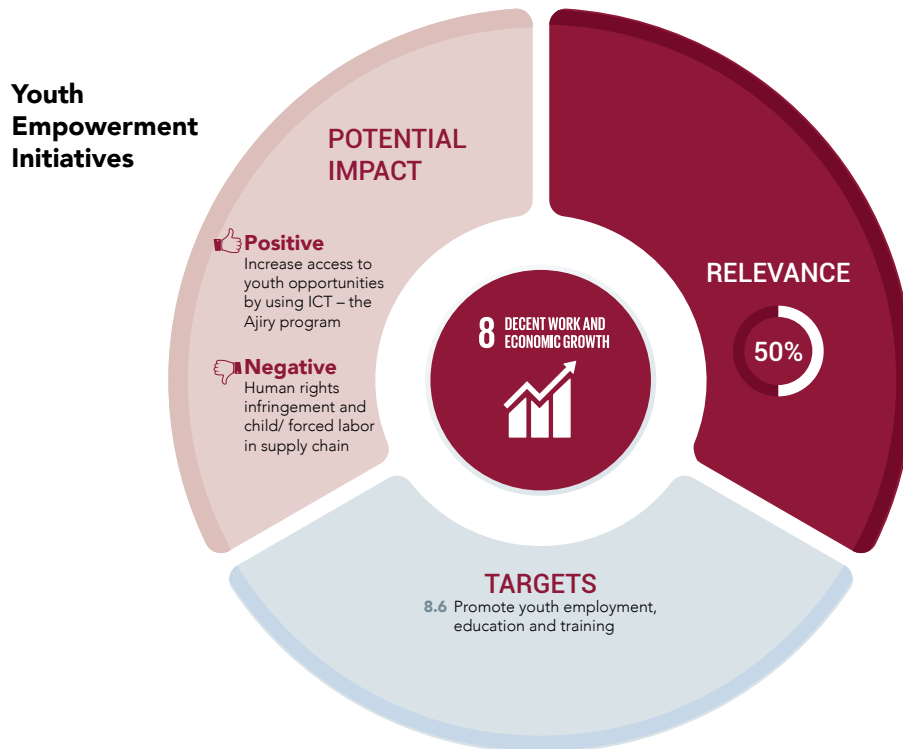 Youth
Empowerment
Initiatives
POTENTIAL
IMPACT
Positive
Increase access to
youth opportunities
by using ICT – the
Ajiry program
Negative
Human rights
infringement and
child/ forced labor
in supply chain
RELEVANCE
50%
8 DECENT WORK AND
ECONOMIC GROWTH
TARGETS
8.6 Promote youth employment,
education and training